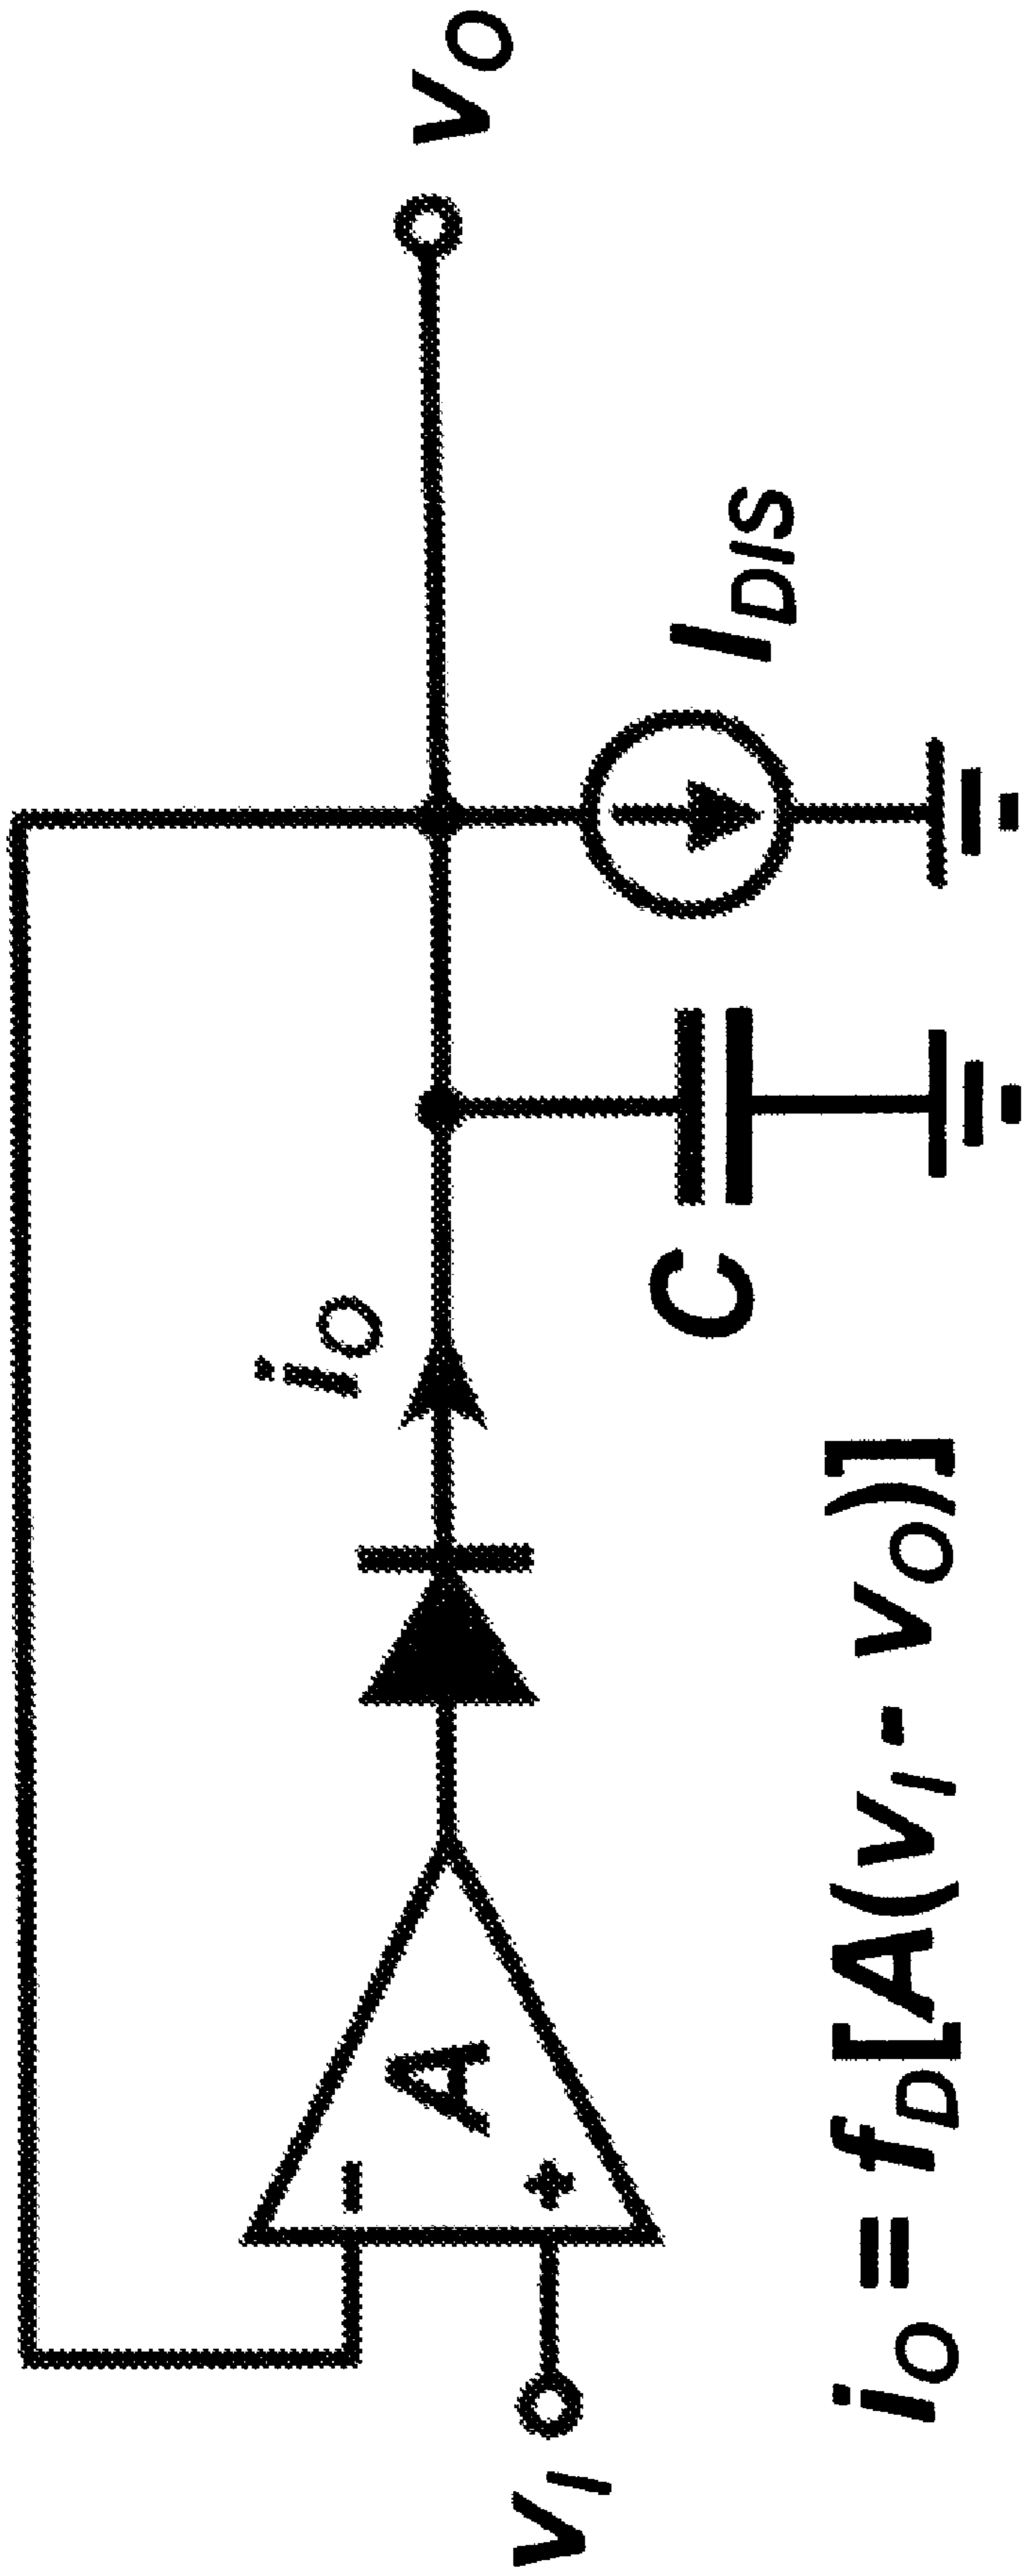 v_O
i_O
A
-
+
v_I
C
I_DIS
i_O = f_D[A(v_I - v_O)]